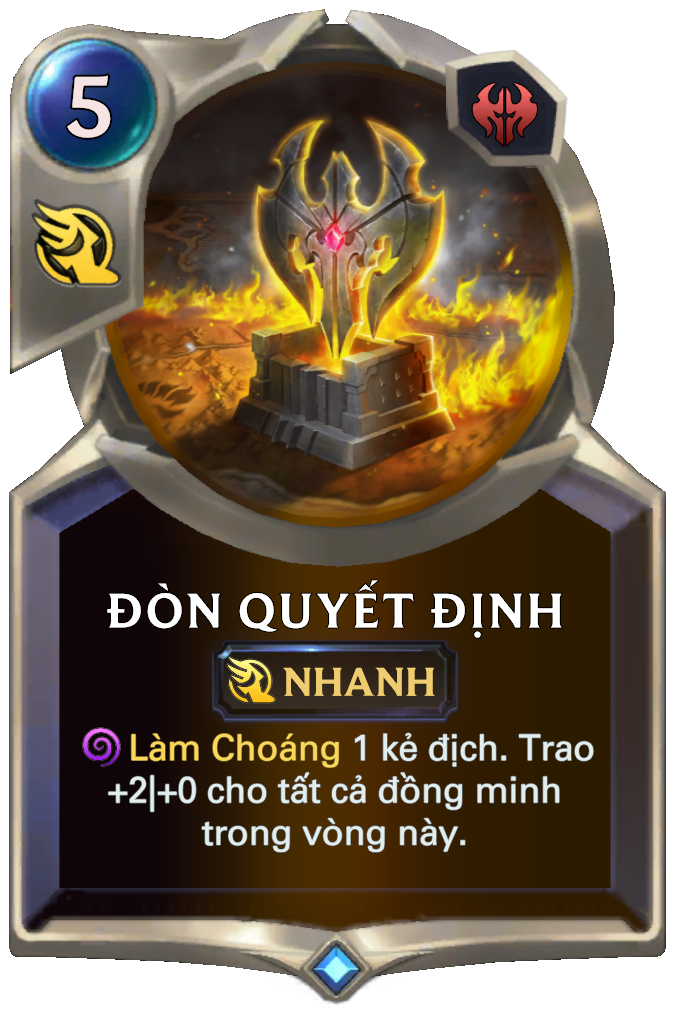 5
ĐÒN QUYẾT ĐỊNH
NHANH
Làm Choáng 1 kẻ địch. Trao
+2|+0 cho tất cả đồng minh
trong vòng này.